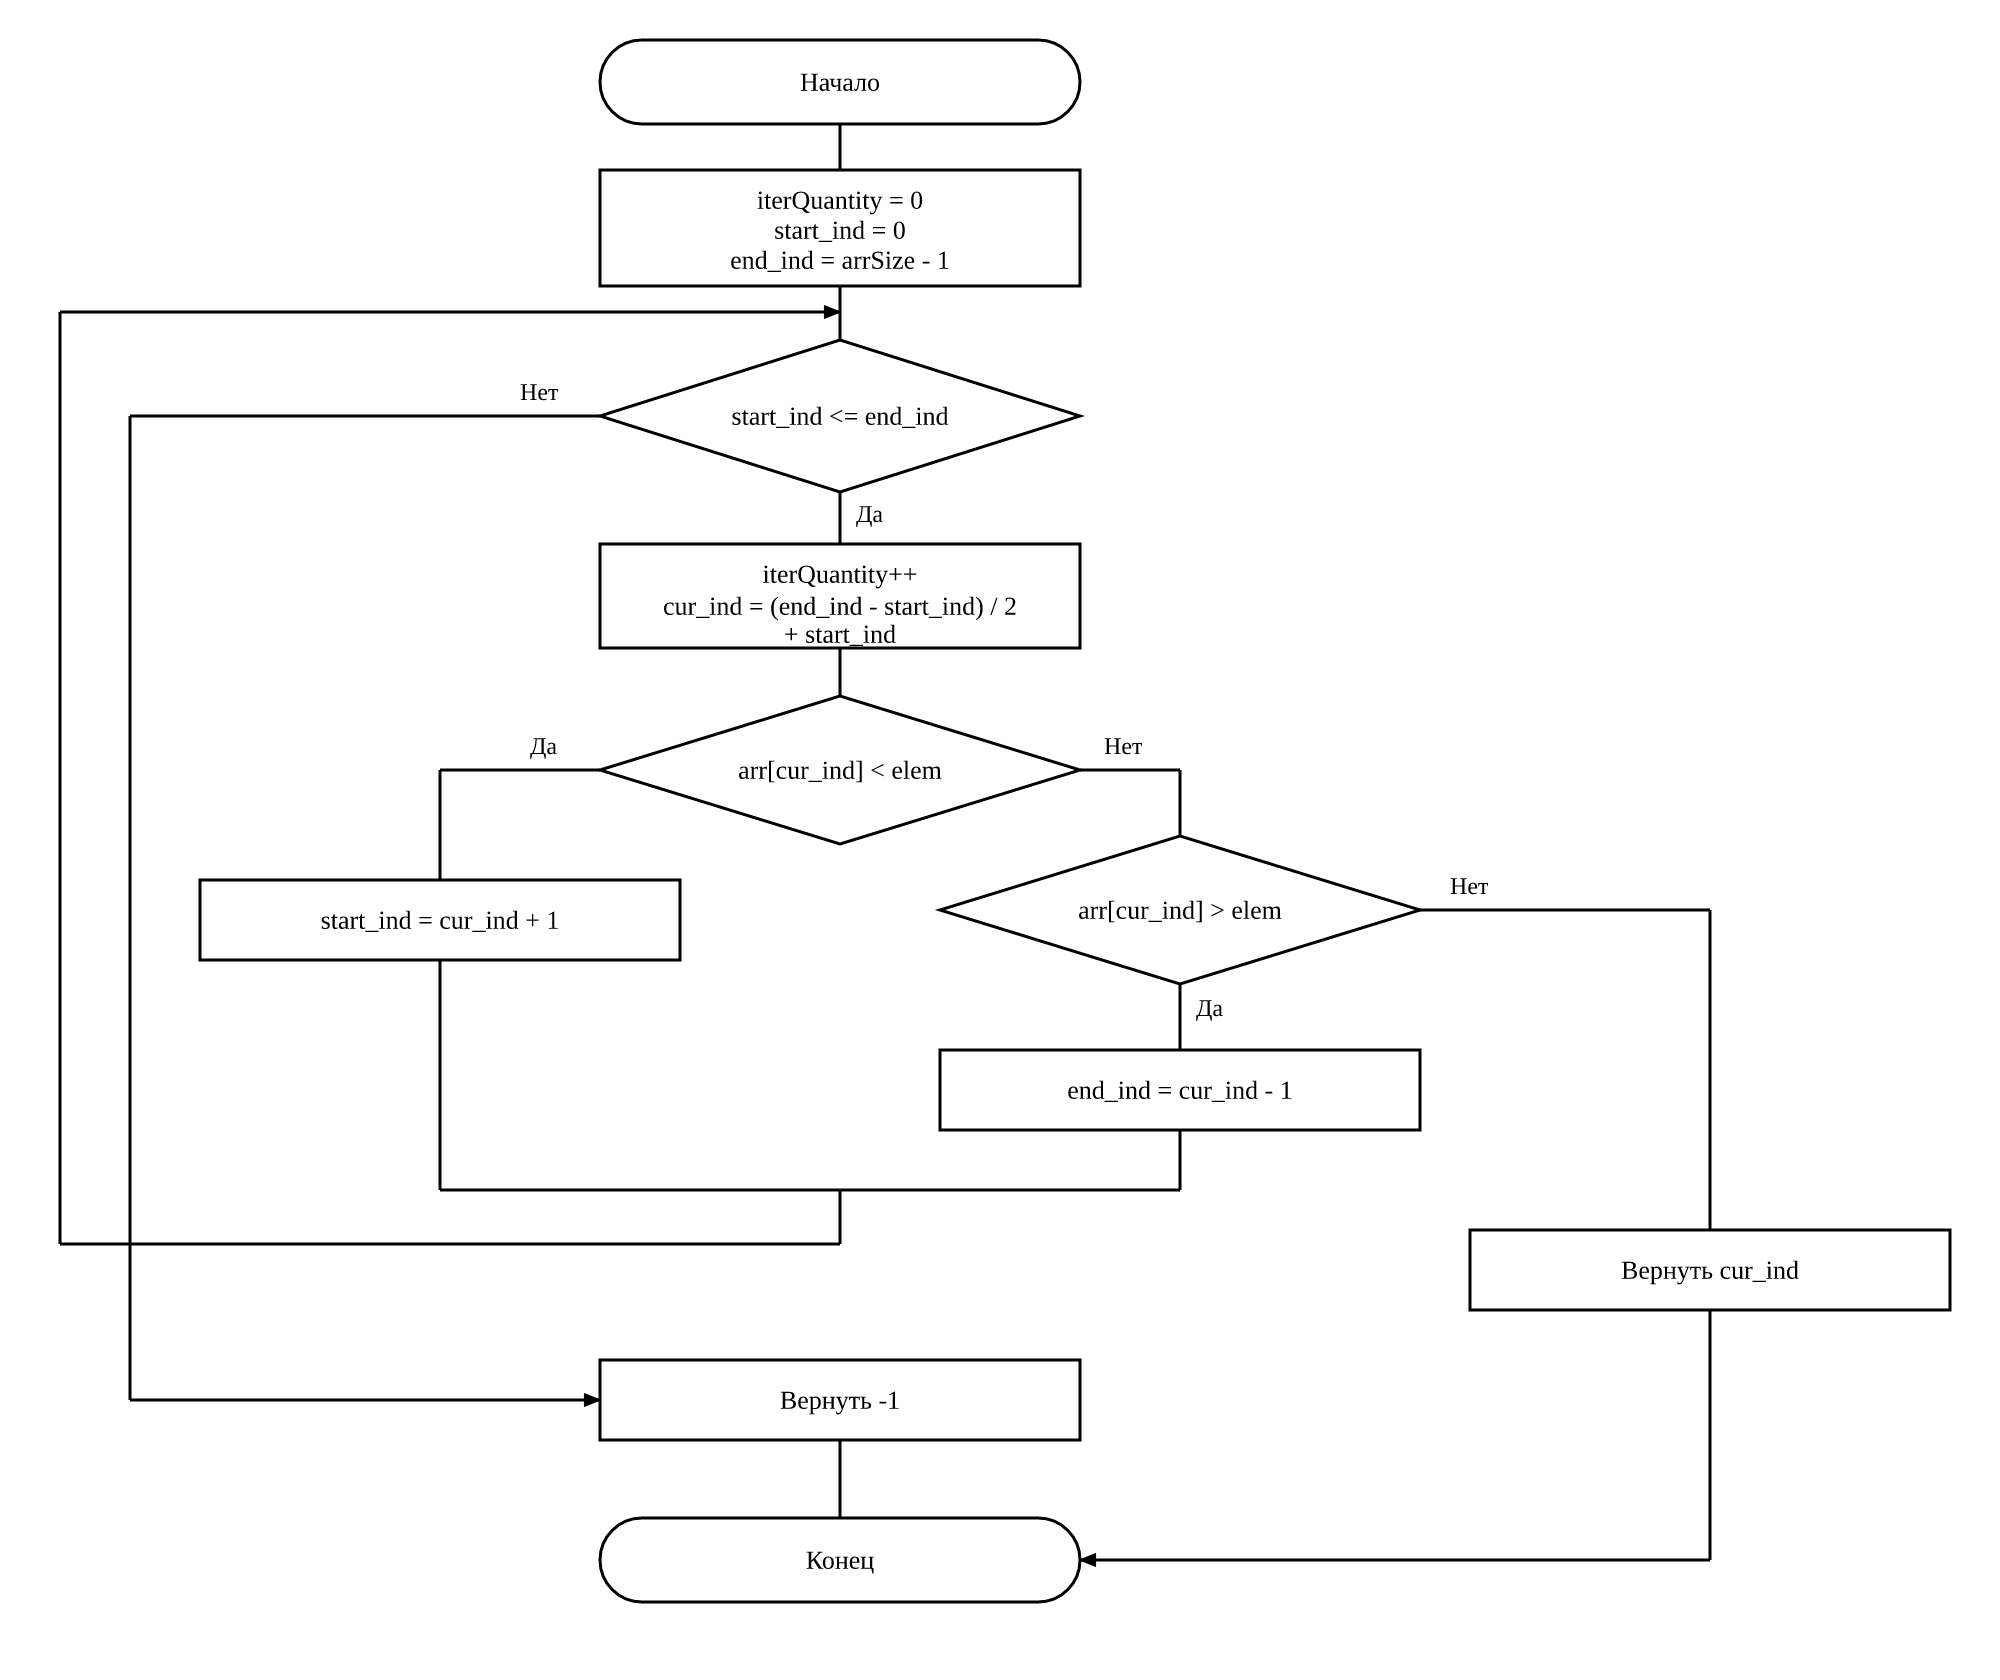 Начало
iterQuantity = 0
start_ind = 0
end_ind = arrSize - 1
Нет
start_ind <= end_ind
Да
iterQuantity++
cur_ind = (end_ind - start_ind) / 2
+ start_ind
Да
Нет
arr[cur_ind] < elem
Нет
arr[cur_ind] > elem
start_ind = cur_ind + 1
Да
end_ind = cur_ind - 1
Вернуть cur_ind
Вернуть -1
Конец